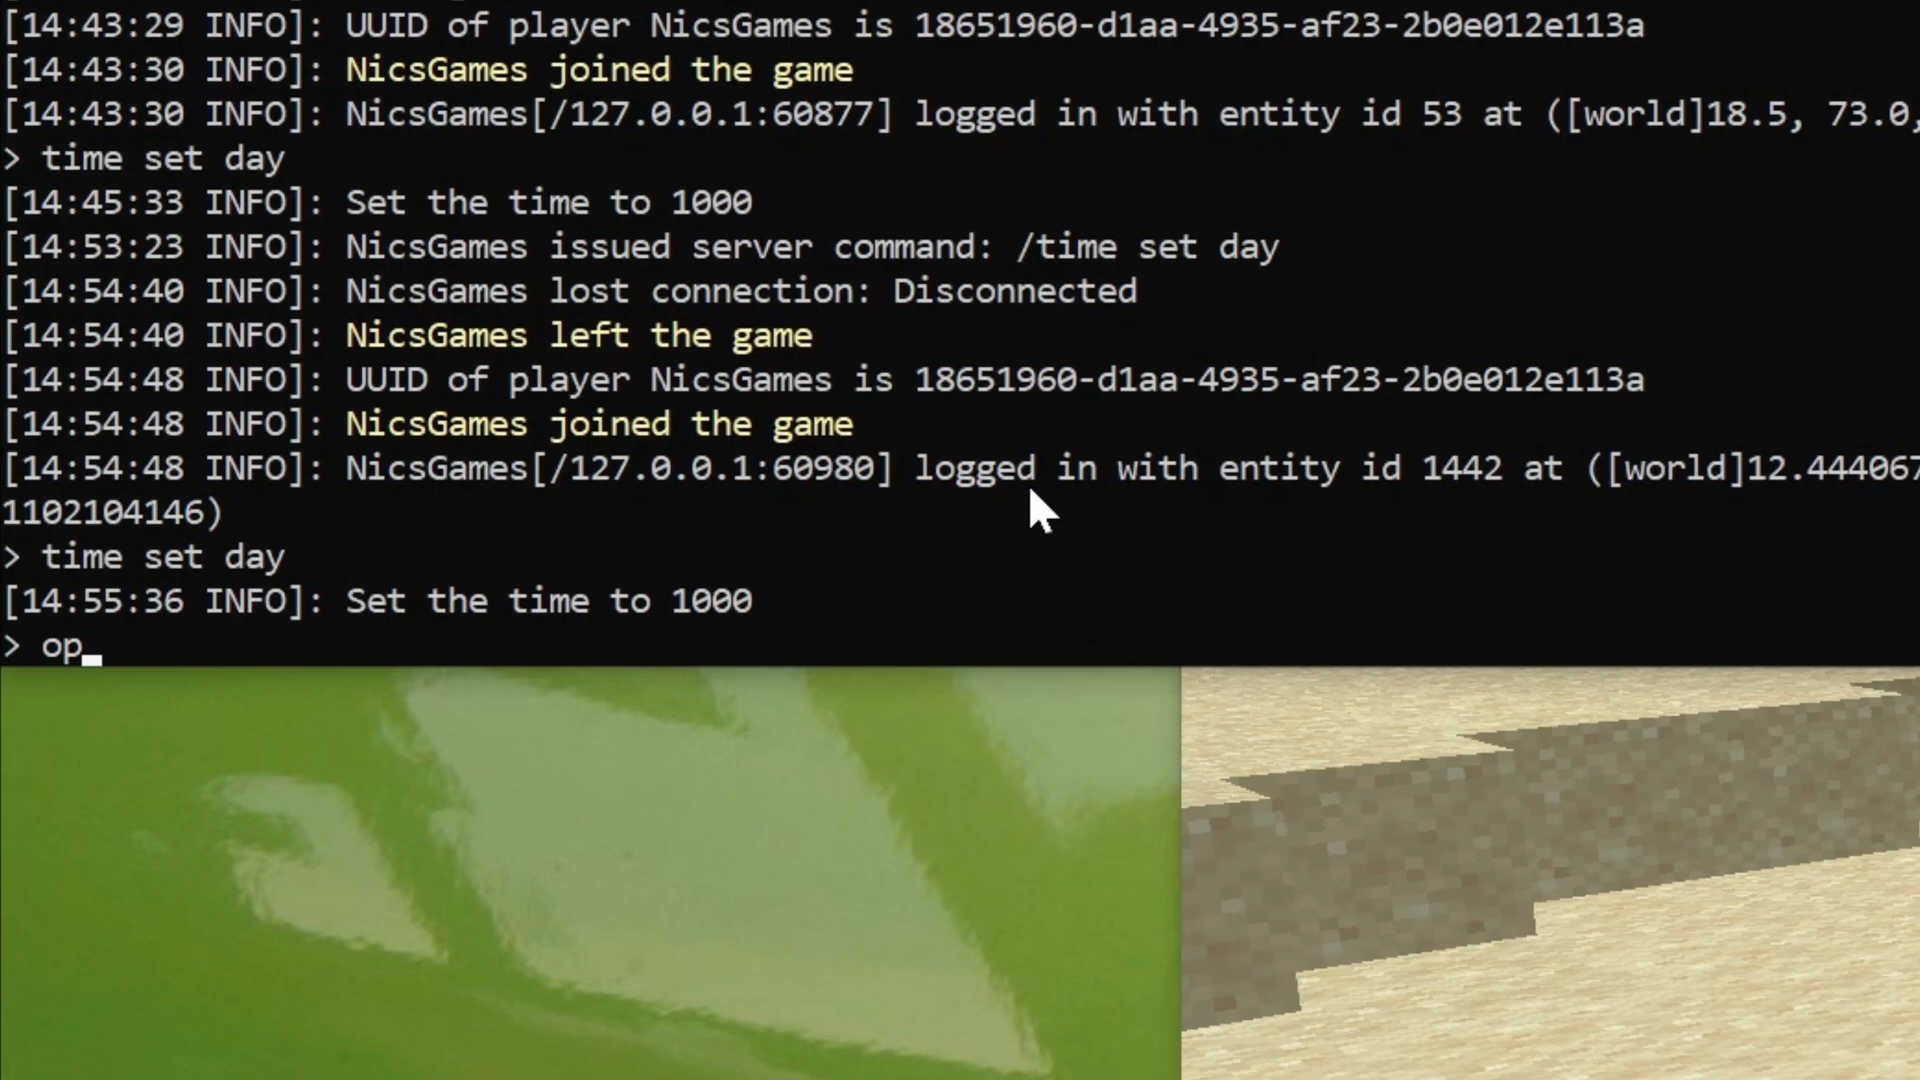 [14:43:29 INFO]: UUID of player NicsGames is 18651960-d1aa-4935-af23-2b0e012e113a
[14:43:30 INFO]: NicsGames joined the game
[14:43:30 INFO]: NicsGames[/127.0.0.1:60877] logged in with entity id 53 at ([world]18.5, 73.0,
> time set day
[14:45:33 INFO]: Set the time to 1000
[14:53:23 INFO]: NicsGames issued server command: /time set day
[14:54:40 INFO]: NicsGames lost connection: Disconnected
[14:54:40 INFO]: NicsGames left the game
[14:54:48 INFO]: UUID of player NicsGames is 18651960-d1aa-4935-af23-2b0e012e113a
[14:54:48 INFO]: NicsGames joined the game
[14:54:48 INFO]: NicsGames[/127.0.0.1:60980] logged in with entity id 1442 at ([world]12.444067
1102104146)
> time set day
[14:55:36 INFO]: Set the time to 1000
> op